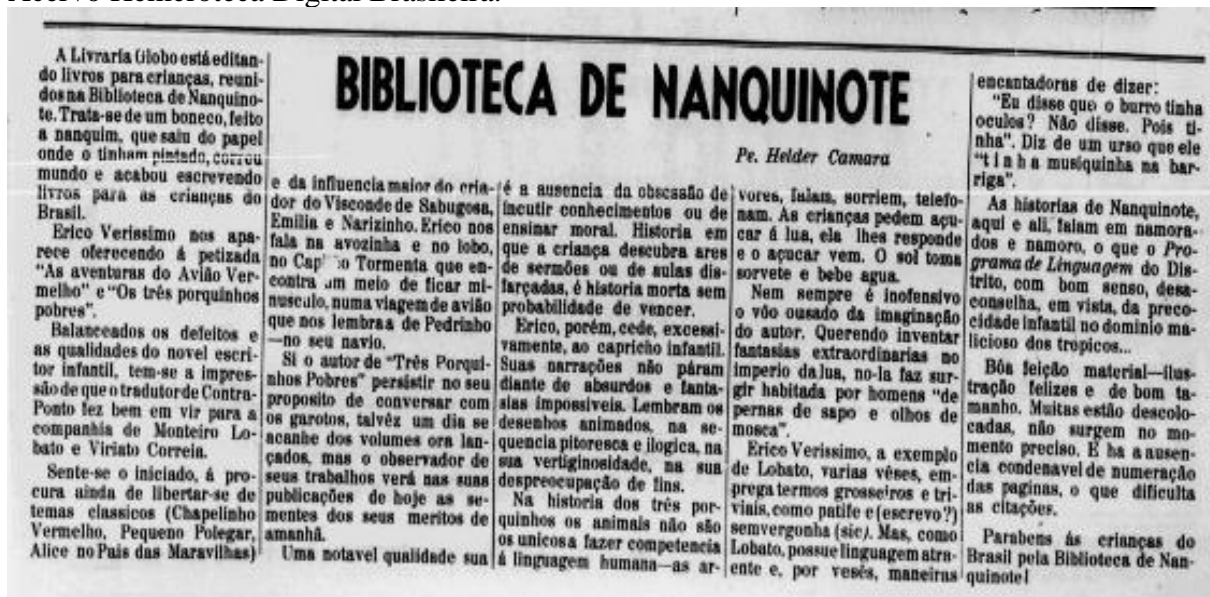 Acervo Hemeroteca Digital Brasileira.
BIBLIOTECA DE NANQUINOTE
Pe. Helder Camara
A Livraria Globo está editan-
do livros para crianças, reuni-
dos na Biblioteca de Nanquino-
te. Trata-se de um boneco, feito
a nanquim, que saiu do papel
onde o tinham pintado, correu
mundo e acabou escrevendo
livros para as crianças do
Brasil.
Erico Verissimo nos apa-
rece oferecendo á petizada
"As aventuras do Avião Ver-
melho" e "Os três porquinhos
pobres".
Balanceados os defeitos e
as qualidades do novel escri-
tor infantil, tem-se a impres-
são de que o tradutor de Contra-
Ponto fez bem em vir para a
companhia de Monteiro Lo-
bato e Viriato Correia.
Sente-se o iniciado, á pro-
cura ainda de libertar-se de
temas classicos (Chapelinho
Vermelho, Pequeno Polegar,
Alice no Pais das Maravilhas)
e da influencia maior do cria-
dor do Visconde de Sabugosa,
Emilia e Narizinho. Erico nos
fala na avozinha e no lobo,
no Tormenta que en-
contra um meio de ficar mi-
nusculo, numa viagem de avião
que nos lembra a de Pedrinho
—no seu navio.
Si o autor de "Três Porqui-
nhos Pobres" persistir no seu
proposito de conversar com
os garotos, talvéz um dia se
acanhe dos volumes ora lan-
çados, mas o observador de
seus trabalhos verá nas suas
publicações de hoje as se-
mentes dos seus meritos de
amanhã.
Uma notavel qualidade sua
é a ausencia da obsessão de
incutir conhecimentos ou de
ensinar moral. Historia em
que a criança descubra ares
de sermões ou de aulas dis-
farçadas, é historia morta sem
probabilidade de vencer.
Erico, porém, cede, excessi-
vamente, ao capricho infantil.
Suas narrações não páram
diante de absurdos e fanta-
sias impossiveis. Lembram os
desenhos animados, na se-
quencia pitoresca e ilogica, na
sua vertiginosidade, na sua
despreocupação de fins.
Na historia dos três por-
quinhos os animais não são
os unicos a fazer competencia
á linguagem humana—as ar-
vores, falam, sorriem, telefo-
nam. As crianças pedem açu-
car á lua, ela lhes responde
e o açucar vem. O sol toma
sorvete e bebe agua.
Nem sempre é inofensivo
o vôo ousado da imaginação
do autor. Querendo inventar
fantasias extraordinarias no
imperio da lua, no-la faz sur-
gir habitada por homens "de
pernas de sapo e olhos de
mosca".
Erico Verissimo, a exemplo
de Lobato, varias vêses, em-
prega termos grosseiros e tri-
viais, como patife e (escrevo?)
semvergonha (sic). Mas, como
Lobato, possue linguagem atra-
ente e, por vesês, maneiras
encantadoras de dizer:
"Eu disse que o burro tinha
oculos? Não disse. Pois ti-
nha". Diz de um urso que ele
"tinha musiquinha na bar-
riga".
As historias de Nanquinote,
aqui e ali, falam em namora-
dos e namoro, o que o Pro-
grama de Linguagem do Dis-
trito, com bom senso, desa-
conselha, em vista, da preco-
cidade infantil no dominio ma-
licioso dos tropicos...
Bôa feição material—ilus-
tração felizes e de bom ta-
manho. Muitas estão descolo-
cadas, não surgem no mo-
mento preciso. E ha a ausen-
cia condenavel de numeração
das paginas, o que dificulta
as citações.
Parabens ás crianças do
Brasil pela Biblioteca de Nan-
quinote!